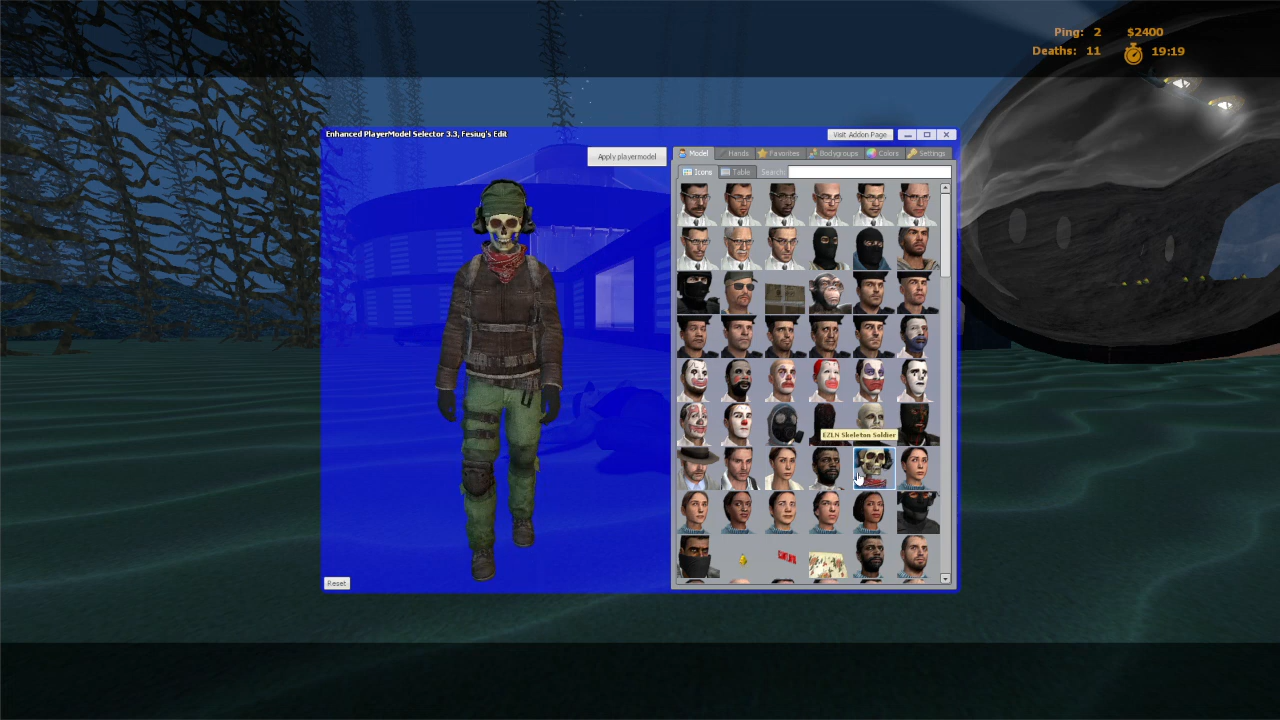 Ping: 2 $2400
Deaths: 11 19:19
Enhanced PlayerModel Selector 3.3, Fesiug's Edit
Visit Addon Page
Apply playermodel
Model Hands Favorites Bodygroups Colors Settings
Icons Table Search:
EZLN Skeleton Soldier
Reset